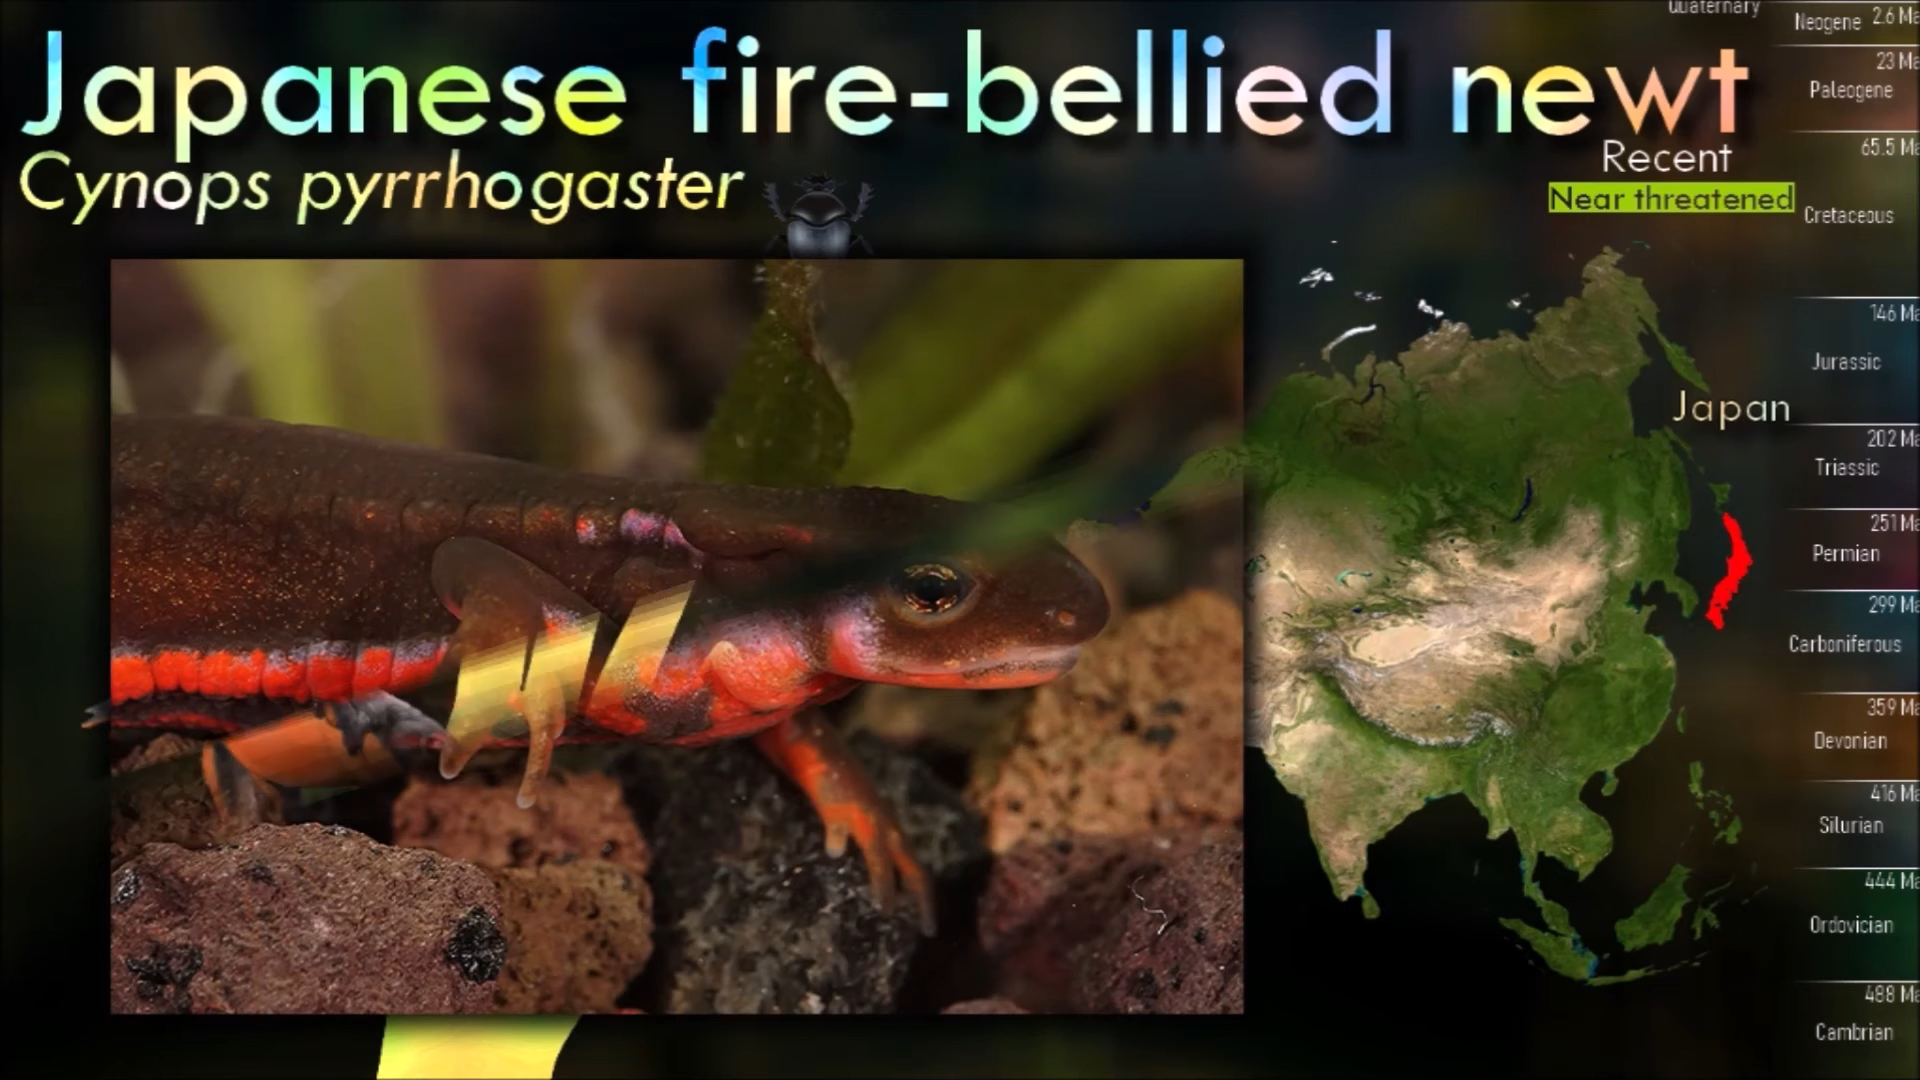 Japanese fire-bellied newt
Cynops pyrrhogaster
Recent
Near threatened
Japan
Quaternary
2.6 Ma
Neogene
23 Ma
Paleogene
65.5 Ma
Cretaceous
146 Ma
Jurassic
202 Ma
Triassic
251 Ma
Permian
299 Ma
Carboniferous
359 Ma
Devonian
416 Ma
Silurian
444 Ma
Ordovician
488 Ma
Cambrian